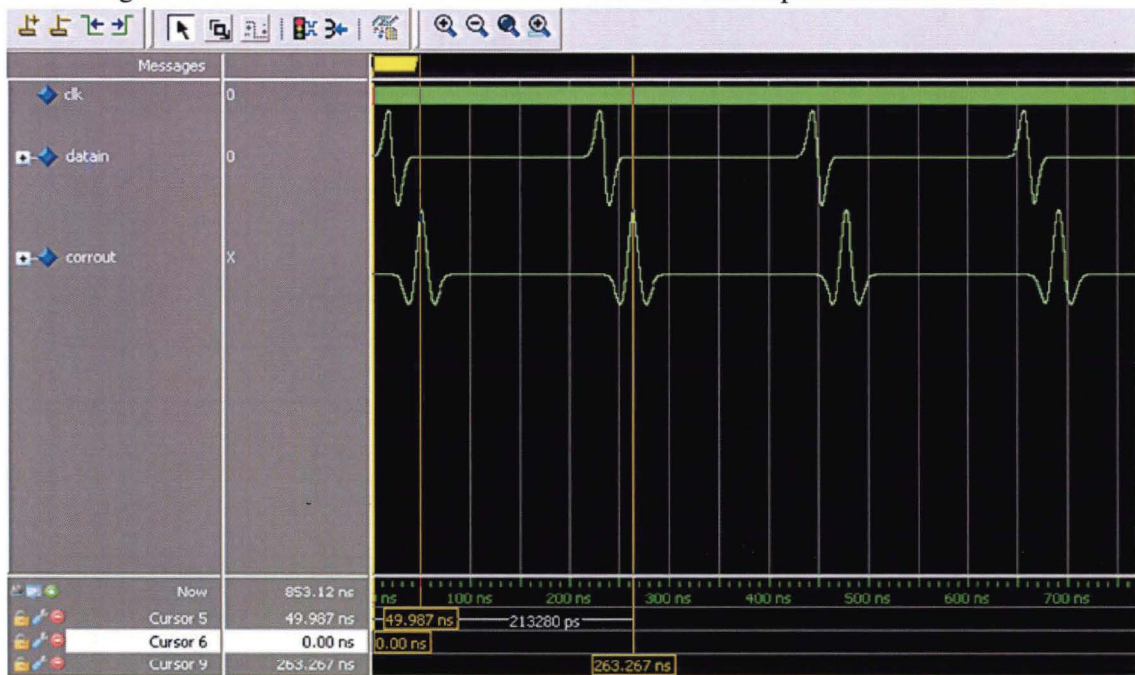 Messages
clk 0
datain 0
corrout X
ns 100 ns 200 ns 300 ns 400 ns 500 ns 600 ns 700 ns
Now 853.12 ns
Cursor 5 49.987 ns 49.987 ns 213280 ps
Cursor 6 0.00 ns 0.00 ns
Cursor 9 263.267 ns 263.267 ns